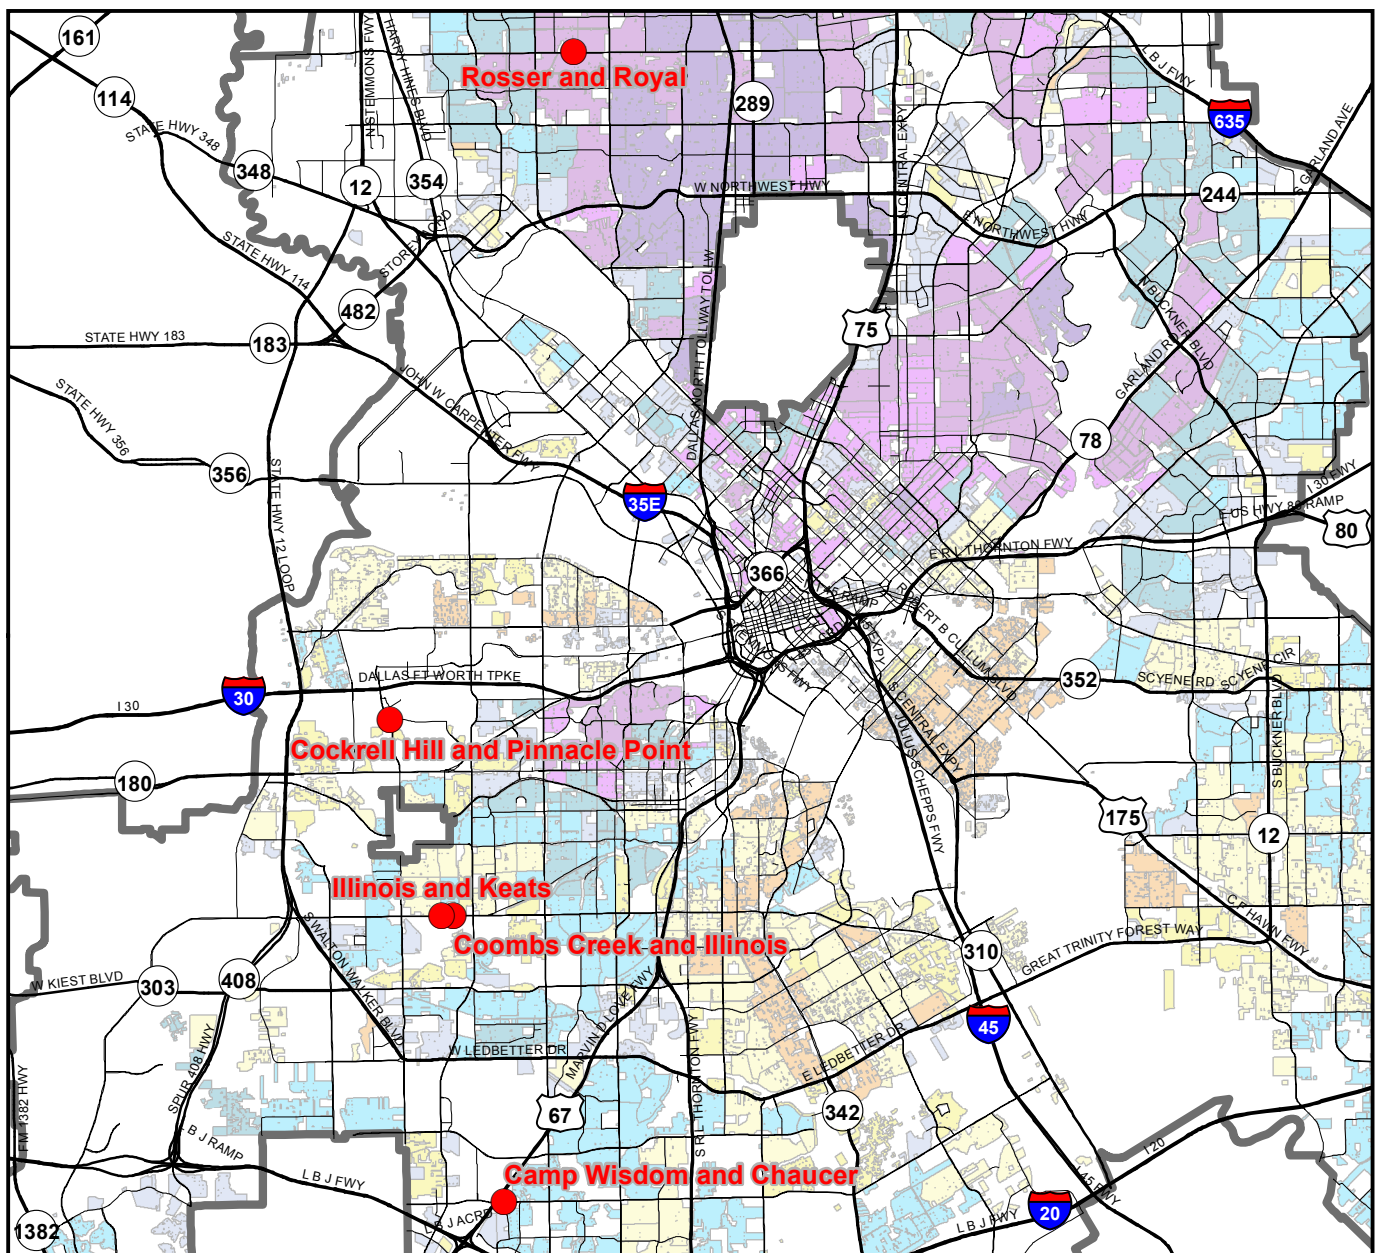 161
LBJ FWY
N STEMMONS FWY
HARRY HINES BLVD
Rosser and Royal
114
289
635
STATE HWY 348
N CENTRAL EXPY
S GARLAND AVE
348
12
354
W NORTHWEST HWY
244
E NORTHWEST HWY
STATE HWY 114
STOREY
N BUCKNER BLVD
DALLAS NORTH TOLLWAY TOLLW
482
75
STATE HWY 183
183
GARLAND RD
JOHN W CARPENTER FWY
STATE HWY 356
78
356
STATE HWY 12 LOOP
35E
I 30 FWY
E US HWY 80 RAMP
80
E R L THORNTON FWY
366
I 45 RAMP
ROBERT B CULLUM BLVD
S CENTRAL EXPY
JULIUS SCHEPPS FWY
DALLAS FT WORTH TPKE
352
SCYENE RD
SCYENE CIR
30
I 30
S BUCKNER BLVD
Cockrell Hill and Pinnacle Point
180
175
12
Illinois and Keats
Coombs Creek and Illinois
S WALTON WALKER BLVD
C F HAWN FWY
GREAT TRINITY FOREST WAY
310
W KIEST BLVD
303
408
MARVIN D LOVE FWY
45
W LEDBETTER DR
E LEDBETTER DR
SPUR 408 HWY
FM 1382 HWY
S R L THORNTON FWY
67
342
L B J RAMP
I 20
LBJ FWY
Camp Wisdom and Chaucer
I 45 FWY
LBJ ACRD
LBJ FWY
20
1382